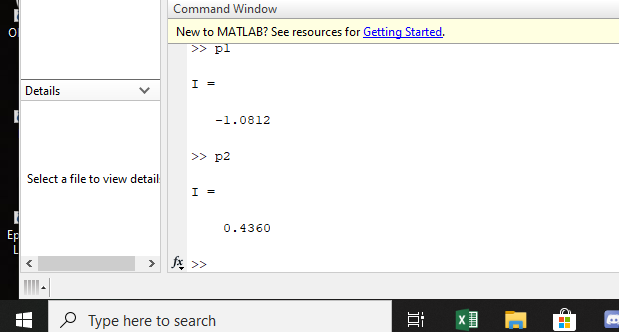 Command Window
New to MATLAB? See resources for Getting Started.
>> p1
I =
-1.0812
>> p2
I =
0.4360
fx >>
Details
Select a file to view detail
Ep
L
Type here to search